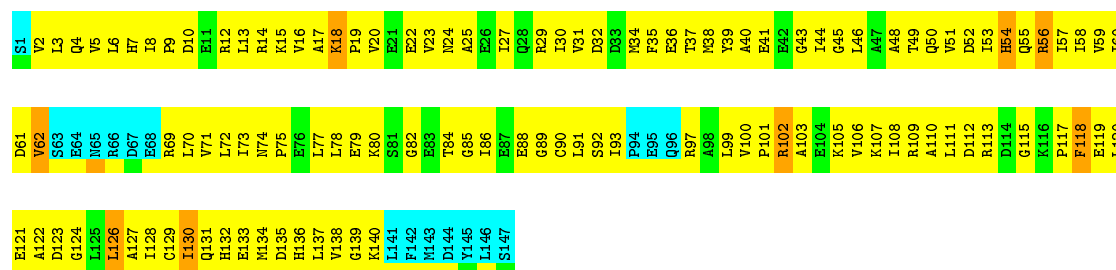 S1 V2 L3 Q4 V5 L6 H7 I8 P9 D10 E11 R12 L13 R14 K15 V16 A17 K18 P19 V20 E21 E22 V23 N24 A25 E26 I27 Q28 R29 I30 V31 D32 D33 M34 F35 E36 T37 M38 Y39 A40 E41 E42 G43 I44 G45 L46 A47 A48 T49 Q50 V51 D52 I53 H54 Q55 R56 I57 I58 V59
D61 V62 S63 E64 N65 R66 D67 E68 R69 L70 V71 L72 I73 N74 P75 E76 L77 L78 E79 K80 S81 G82 E83 T84 G85 I86 E87 E88 G89 C90 L91 S92 I93 P94 E95 Q96 R97 A98 L99 V100 P101 R102 A103 E104 K105 V106 K107 I108 R109 A110 L111 D112 R113 D114 G115 K116 P117 F118 E119
E121 A122 D123 G124 L125 L126 A127 I128 C129 I130 Q131 H132 E133 M134 D135 H136 L137 V138 G139 K140 L141 F142 M143 D144 Y145 L146 S147